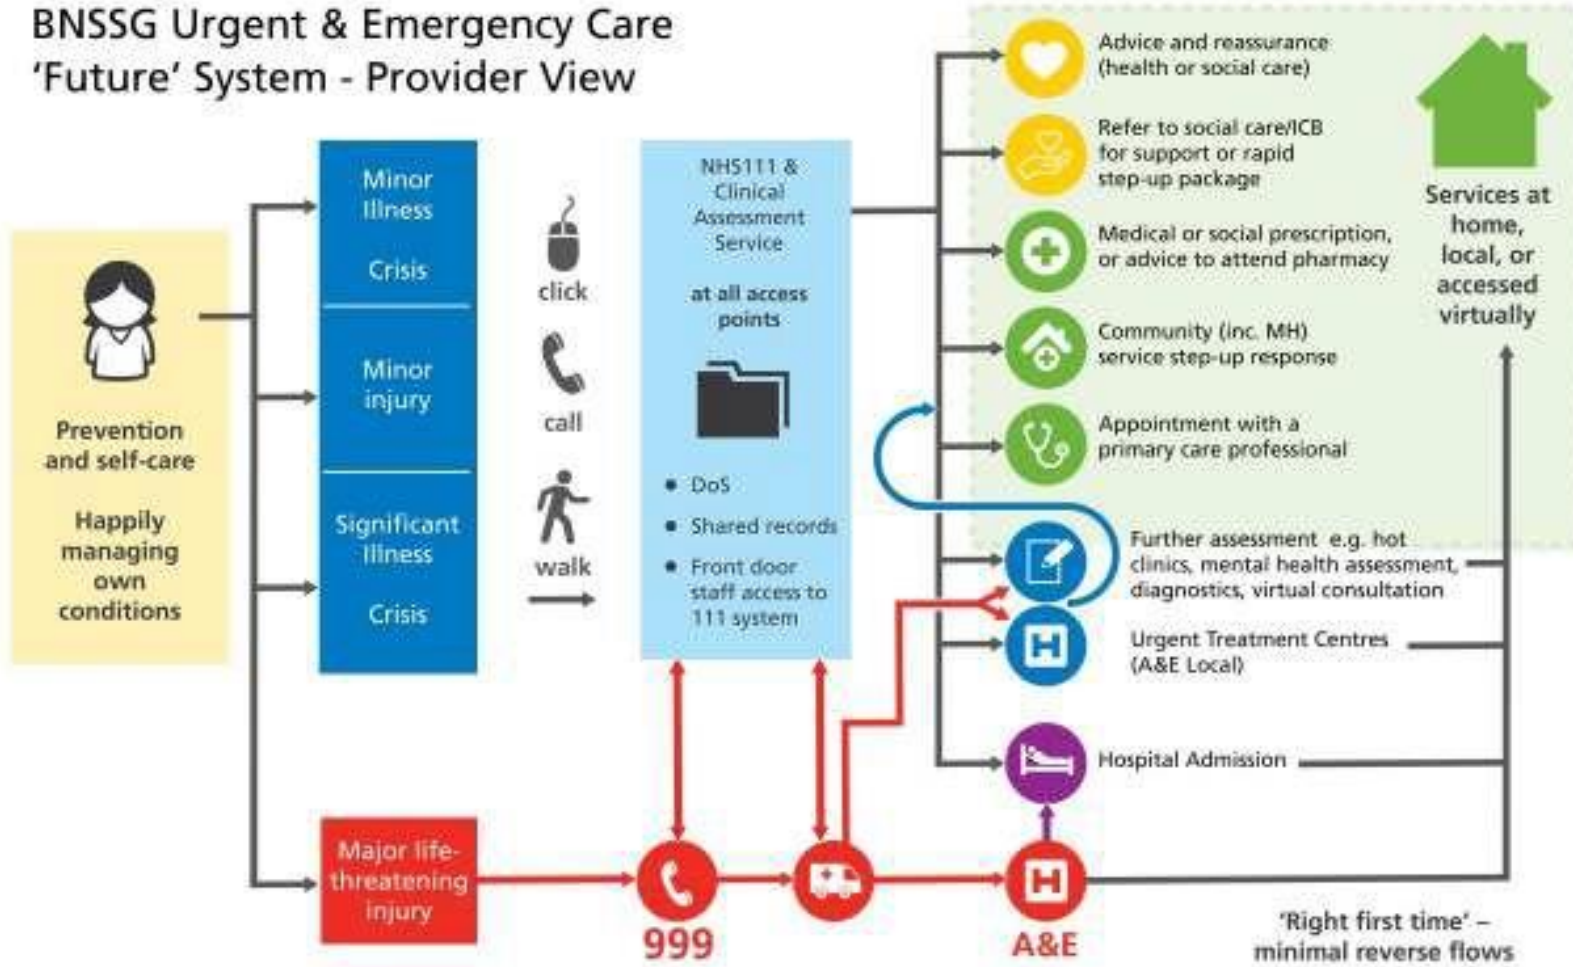 BNSSG Urgent & Emergency Care
'Future' System - Provider View
Prevention
and self-care
Happily
managing
own
conditions
Minor
Illness
Crisis
Minor
injury
Significant
Illness
Crisis
Major life-
threatening
injury
click
call
walk
NHS111 &
Clinical
Assessment
Service
at all access
points
• DoS
• Shared records
• Front door
staff access to
111 system
999
A&E
Advice and reassurance
(health or social care)
Refer to social care/ICB
for support or rapid
step-up package
Medical or social prescription,
or advice to attend pharmacy
Community (inc. MH)
service step-up response
Appointment with a
primary care professional
Further assessment e.g. hot
clinics, mental health assessment,
diagnostics, virtual consultation
Urgent Treatment Centres
(A&E Local)
Hospital Admission
Services at
home,
local, or
accessed
virtually
'Right first time' –
minimal reverse flows
H
H